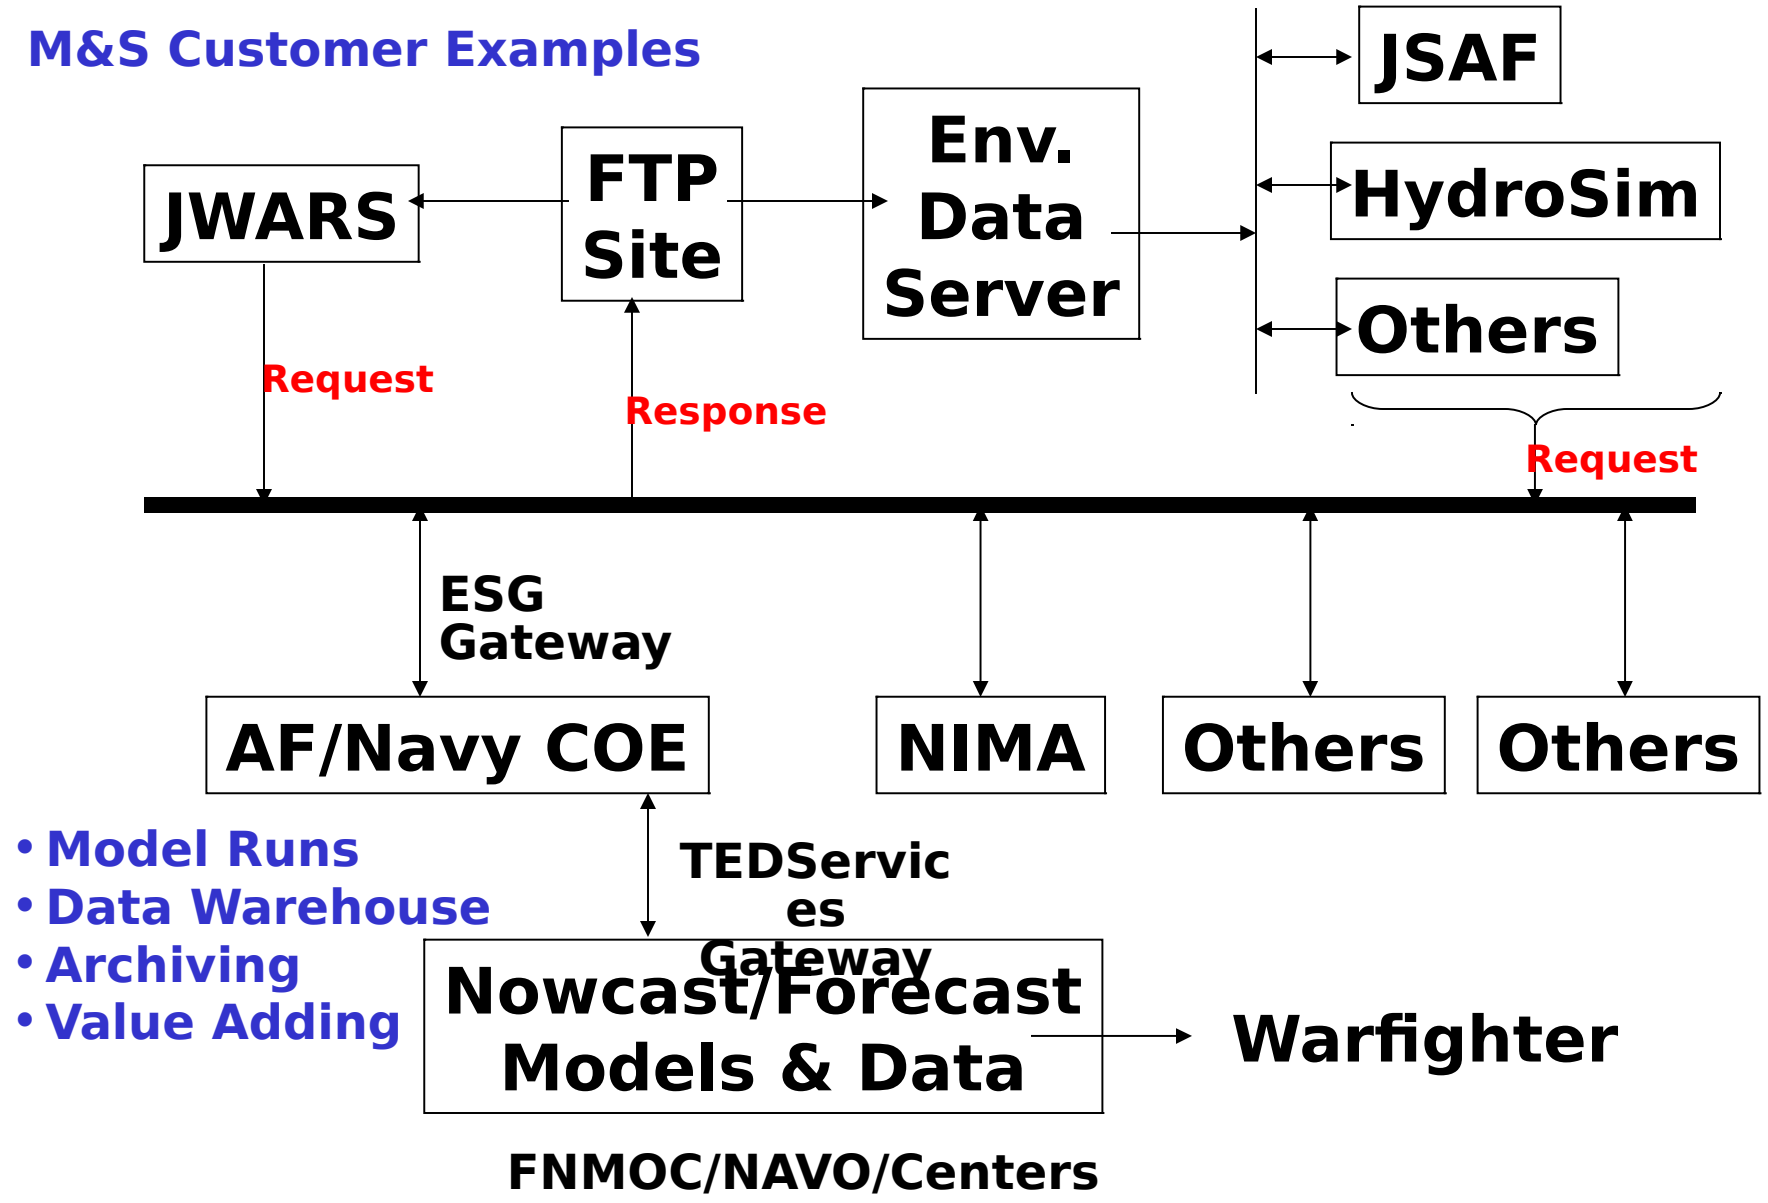 M&S Customer Examples
JSAF
Env.
Data
Server
FTP
Site
JWARS
HydroSim
Others
Request
Response
Request
ESG
Gateway
AF/Navy COE
NIMA
Others
Others
• Model Runs
• Data Warehouse
• Archiving
• Value Adding
TEDServic
es
Gateway
Nowcast/Forecast
Models & Data
Warfighter
FNMOC/NAVO/Centers